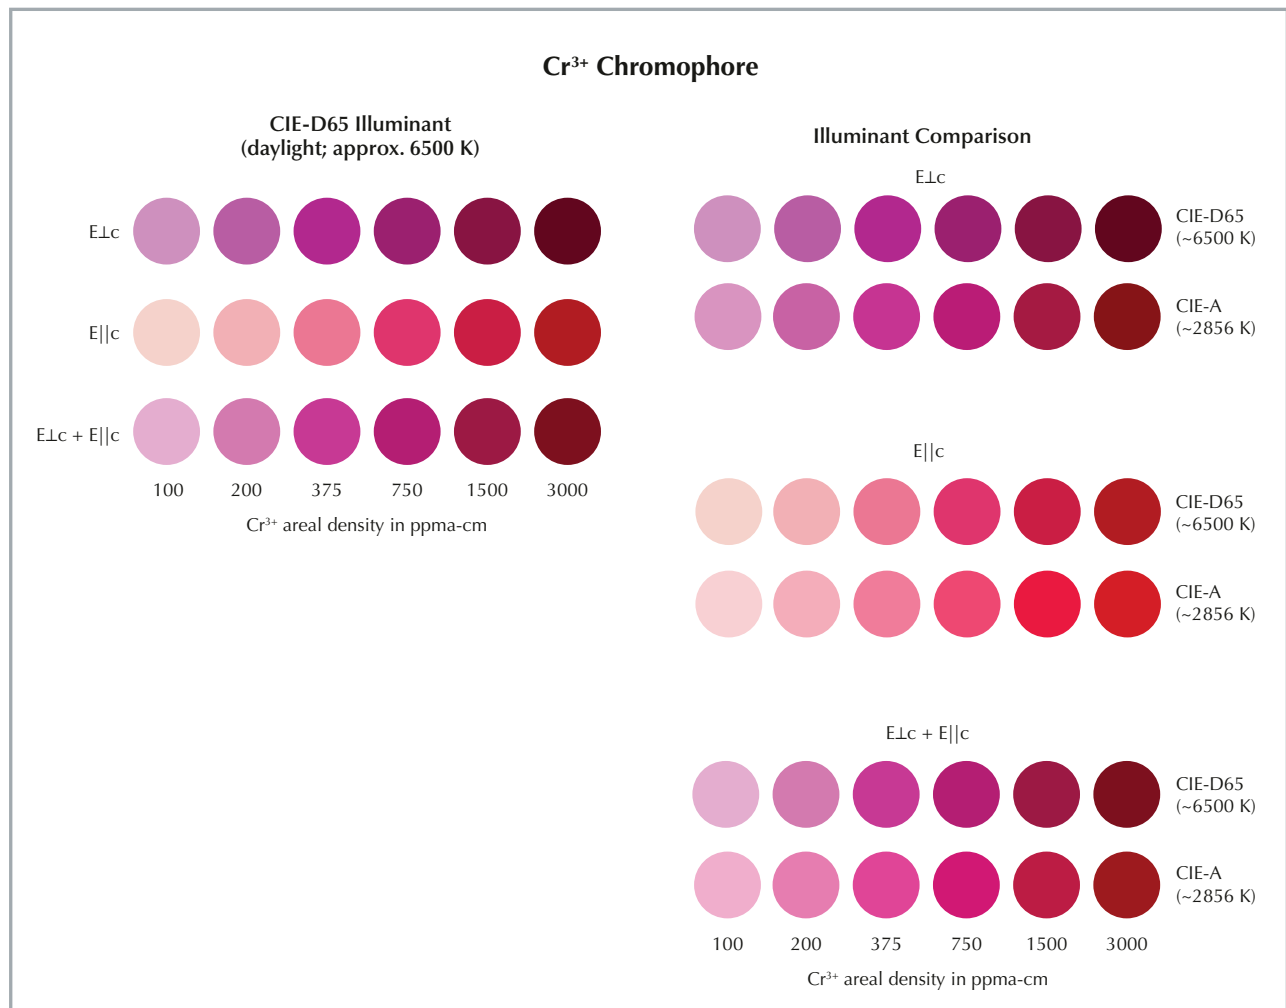 Cr³⁺ Chromophore
CIE-D65 Illuminant
(daylight; approx. 6500 K)
E⊥c
E||c
E⊥c + E||c
100 200 375 750 1500 3000
Cr³⁺ areal density in ppma-cm
Illuminant Comparison
E⊥c
CIE-D65
(~6500 K)
CIE-A
(~2856 K)
E||c
CIE-D65
(~6500 K)
CIE-A
(~2856 K)
E⊥c + E||c
CIE-D65
(~6500 K)
CIE-A
(~2856 K)
100 200 375 750 1500 3000
Cr³⁺ areal density in ppma-cm